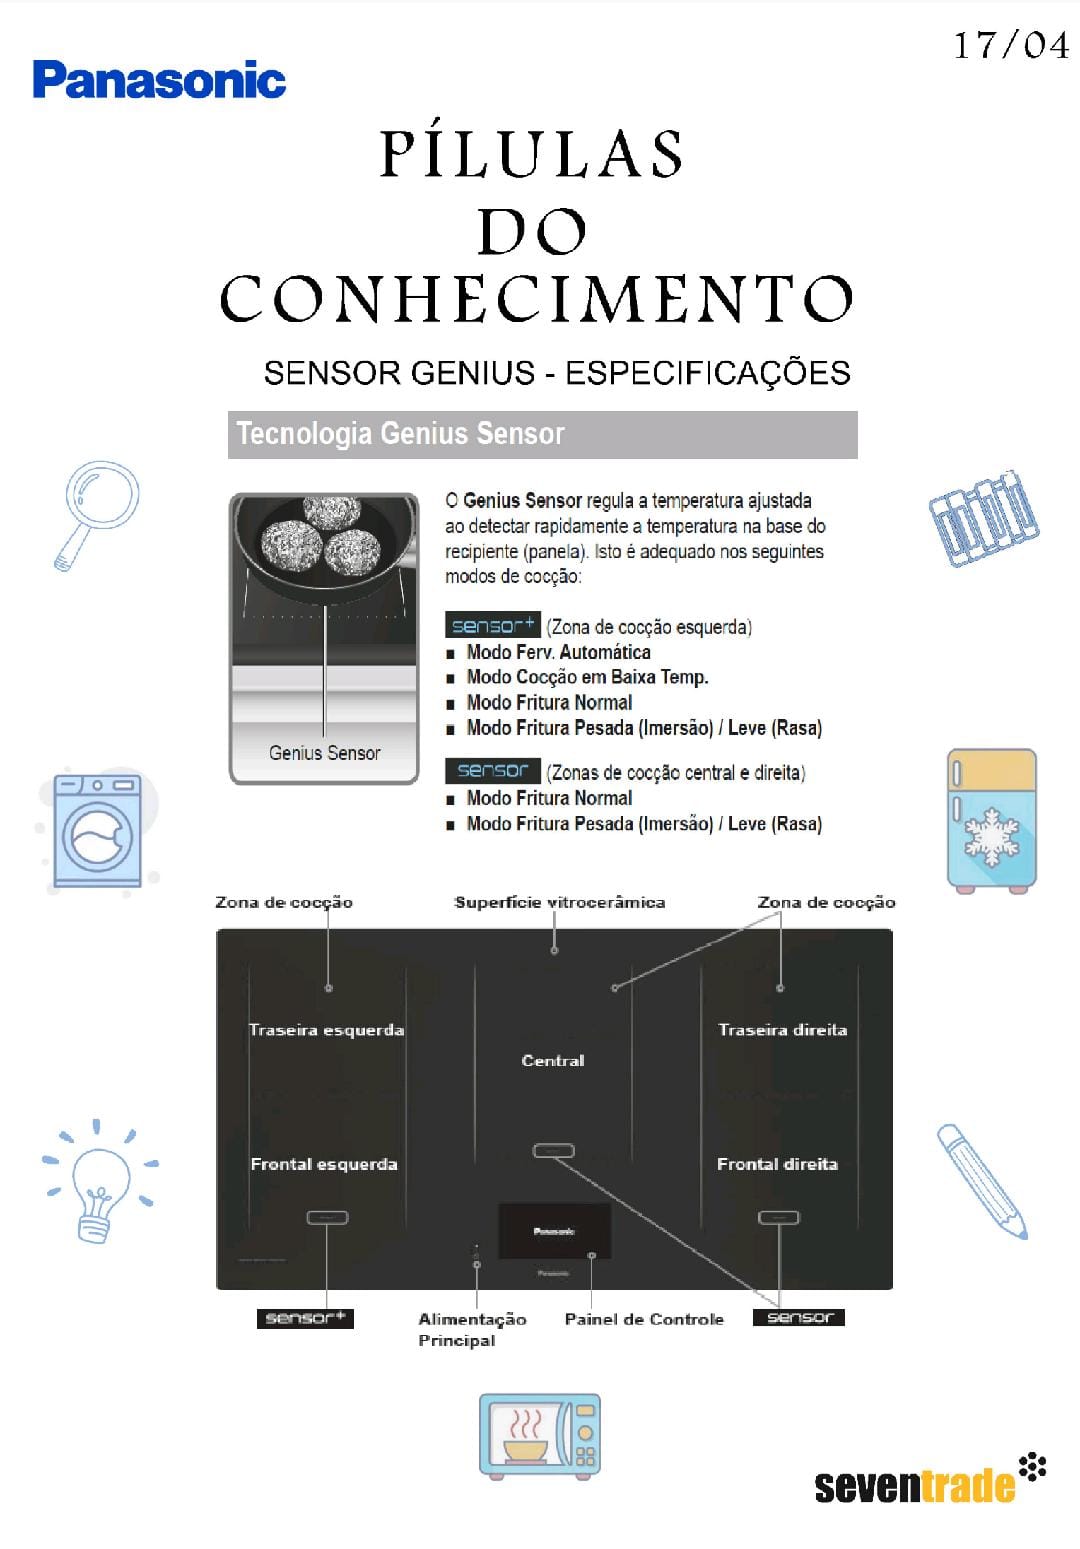 17/04
Panasonic
PÍLULAS
DO
CONHECIMENTO
SENSOR GENIUS - ESPECIFICAÇÕES
Tecnologia Genius Sensor
O Genius Sensor regula a temperatura ajustada
ao detectar rapidamente a temperatura na base do
recipiente (panela). Isto é adequado nos seguintes
modos de cocção:
sensor+ (Zona de cocção esquerda)
■ Modo Ferv. Automática
■ Modo Cocção em Baixa Temp.
■ Modo Fritura Normal
■ Modo Fritura Pesada (Imersão) / Leve (Rasa)
Genius Sensor
sensor (Zonas de cocção central e direita)
■ Modo Fritura Normal
■ Modo Fritura Pesada (Imersão) / Leve (Rasa)
Zona de cocção
Superfície vitrocerâmica
Zona de cocção
Traseira esquerda
Central
Traseira direita
Frontal esquerda
Frontal direita
Panasonic
Panasonic
sensor+
Alimentação
Principal
Painel de Controle
sensor
seventrade